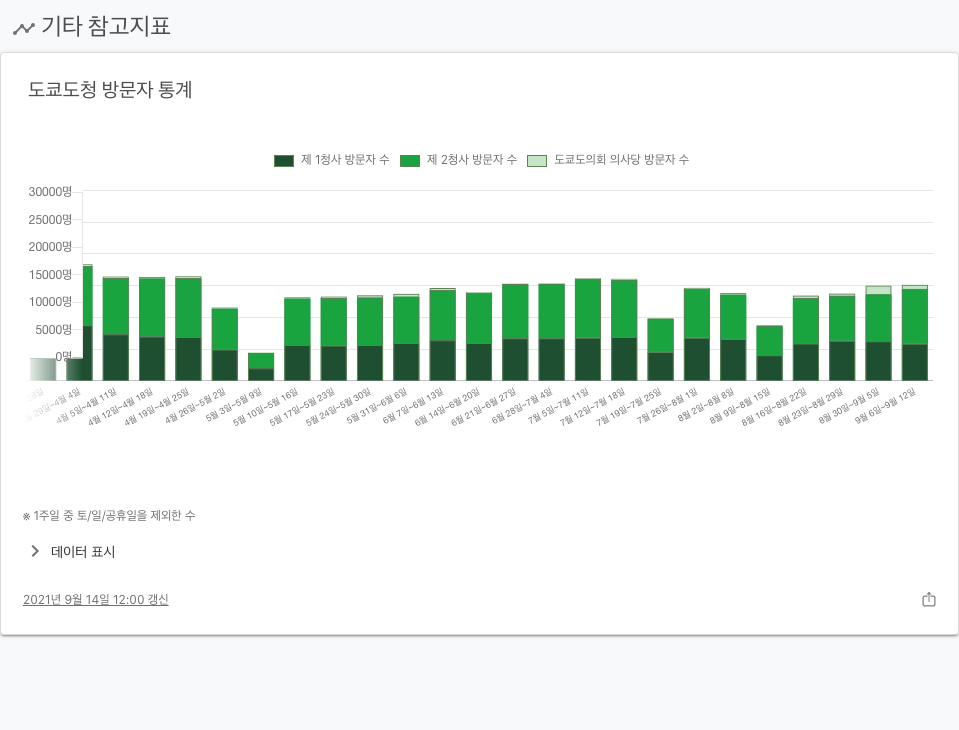 기타 참고지표
도쿄도청 방문자 통계
제 1청사 방문자 수
제 2청사 방문자 수
도쿄도의회 의사당 방문자 수
30000명
25000명
20000명
15000명
10000명
5000명
0명
29일~4월 4일
4월 5일~4월 11일
4월 12일~4월 18일
4월 19일~4월 25일
4월 26일~5월 2일
5월 3일~5월 9일
5월 10일~5월 16일
5월 17일~5월 23일
5월 24일~5월 30일
5월 31일~6월 6일
6월 7일~6월 13일
6월 14일~6월 20일
6월 21일~6월 27일
6월 28일~7월 4일
7월 5일~7월 11일
7월 12일~7월 18일
7월 19일~7월 25일
7월 26일~8월 1일
8월 2일~8월 8일
8월 9일~8월 15일
8월 16일~8월 22일
8월 23일~8월 29일
8월 30일~9월 5일
9월 6일~9월 12일
※ 1주일 중 토/일/공휴일을 제외한 수
데이터 표시
2021년 9월 14일 12:00 갱신